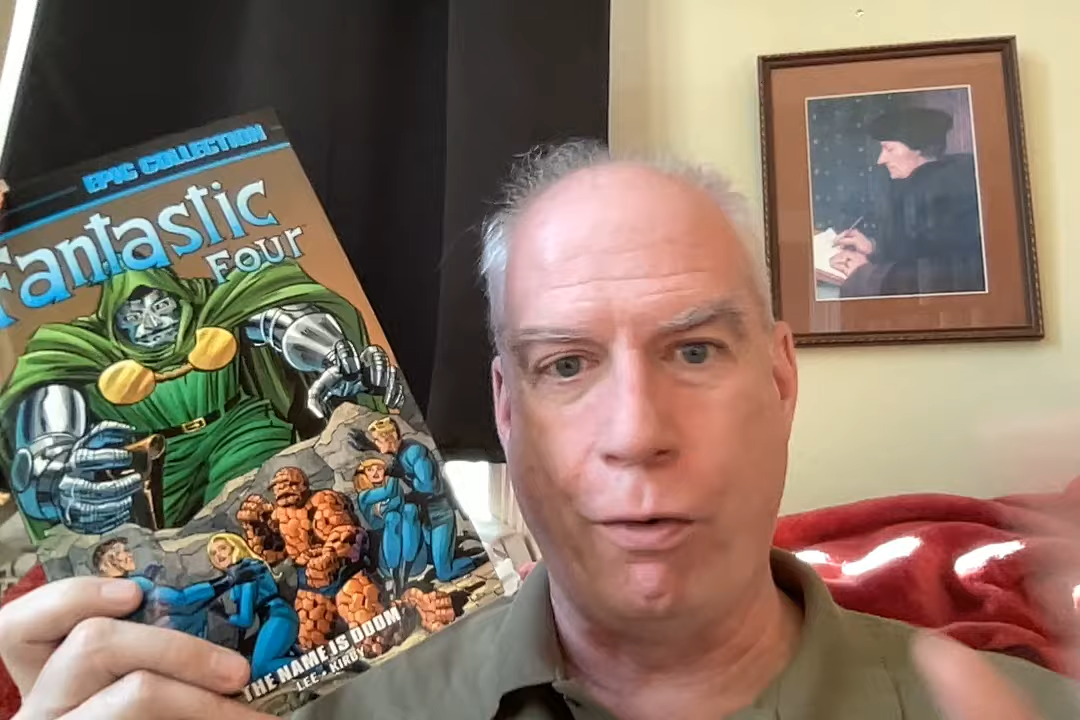 EPIC COLLECTION
Fantastic
Four
THE NAME IS DOOM
LEE • KIRBY